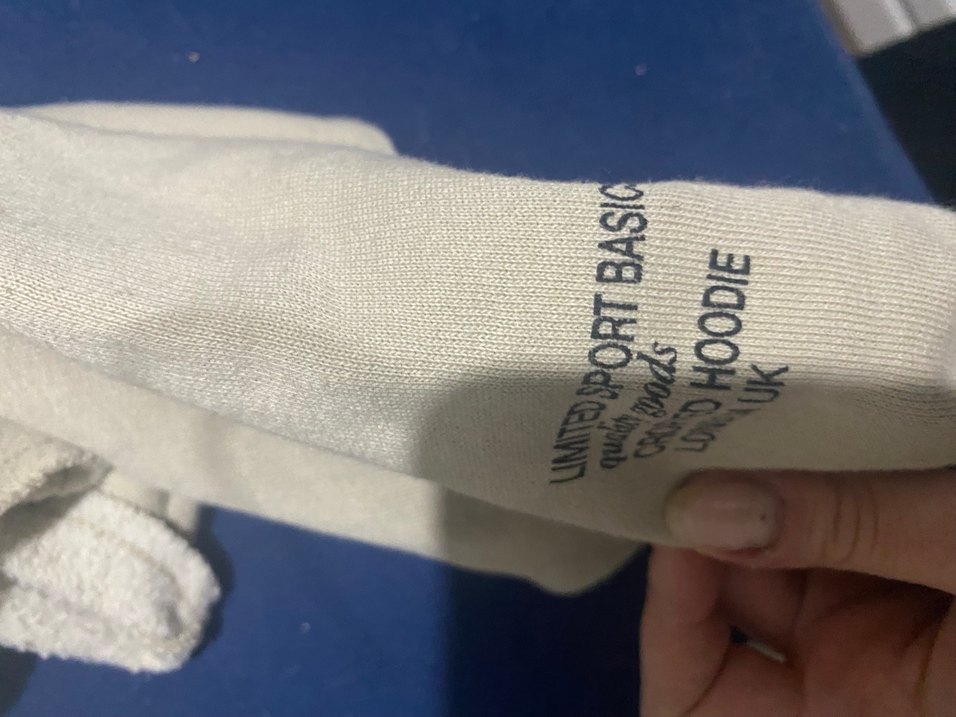 LIMITED SPORT BASIC
quality goods
HOODIE
UK